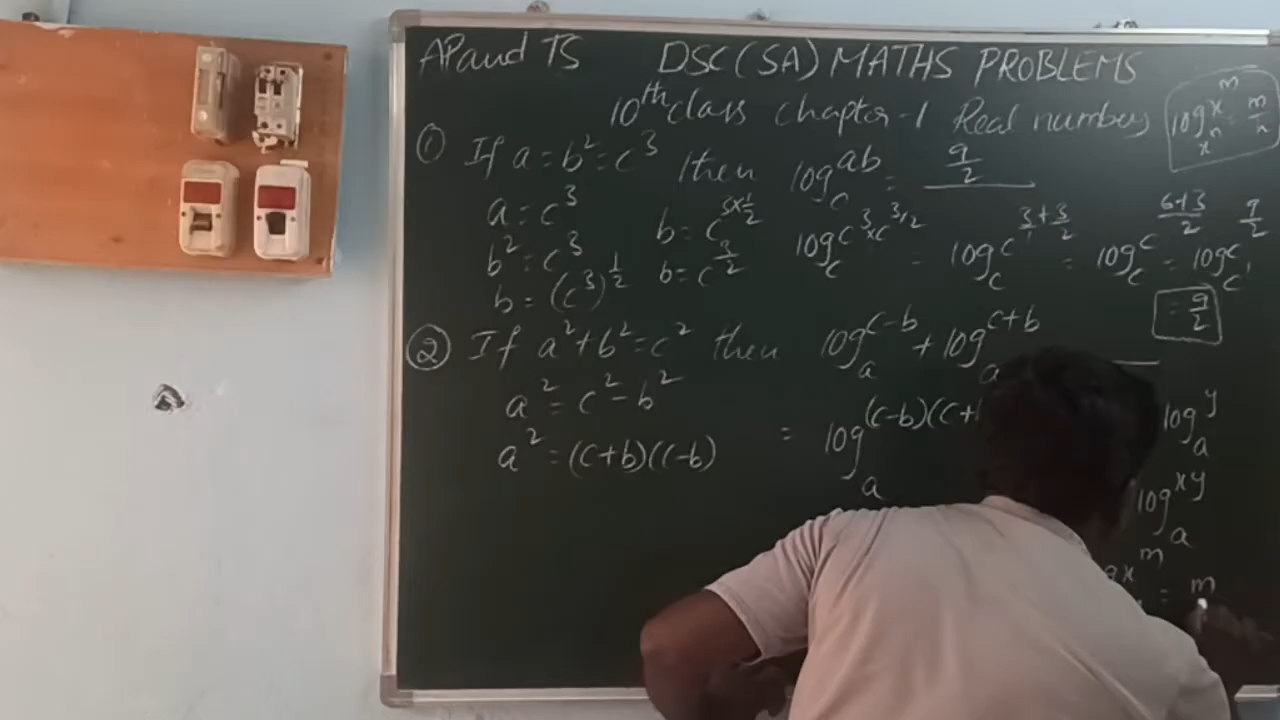 AP and TS DSC(SA) MATHS PROBLEMS
10th class chapter-1 Real numbers
log_{x^n} x^m = m/n
① If a = b² = c³ then log_c ab = 9/2
a = c³
b² = c³
b = (c³)^{1/2}
b = c^{3×1/2}
b = c^{3/2}
log_c c³×c^{3/2} = log_c c^{3/1+3/2} = log_c c^{(6+3)/2} = log_{c^1} c^{9/2}
= 9/2
② If a²+b²=c² then log_a c-b + log_a c+b
a² = c²-b²
a² = (c+b)(c-b)
= log_a (c-b)(c+
log_a y
log_a xy
x^m = m